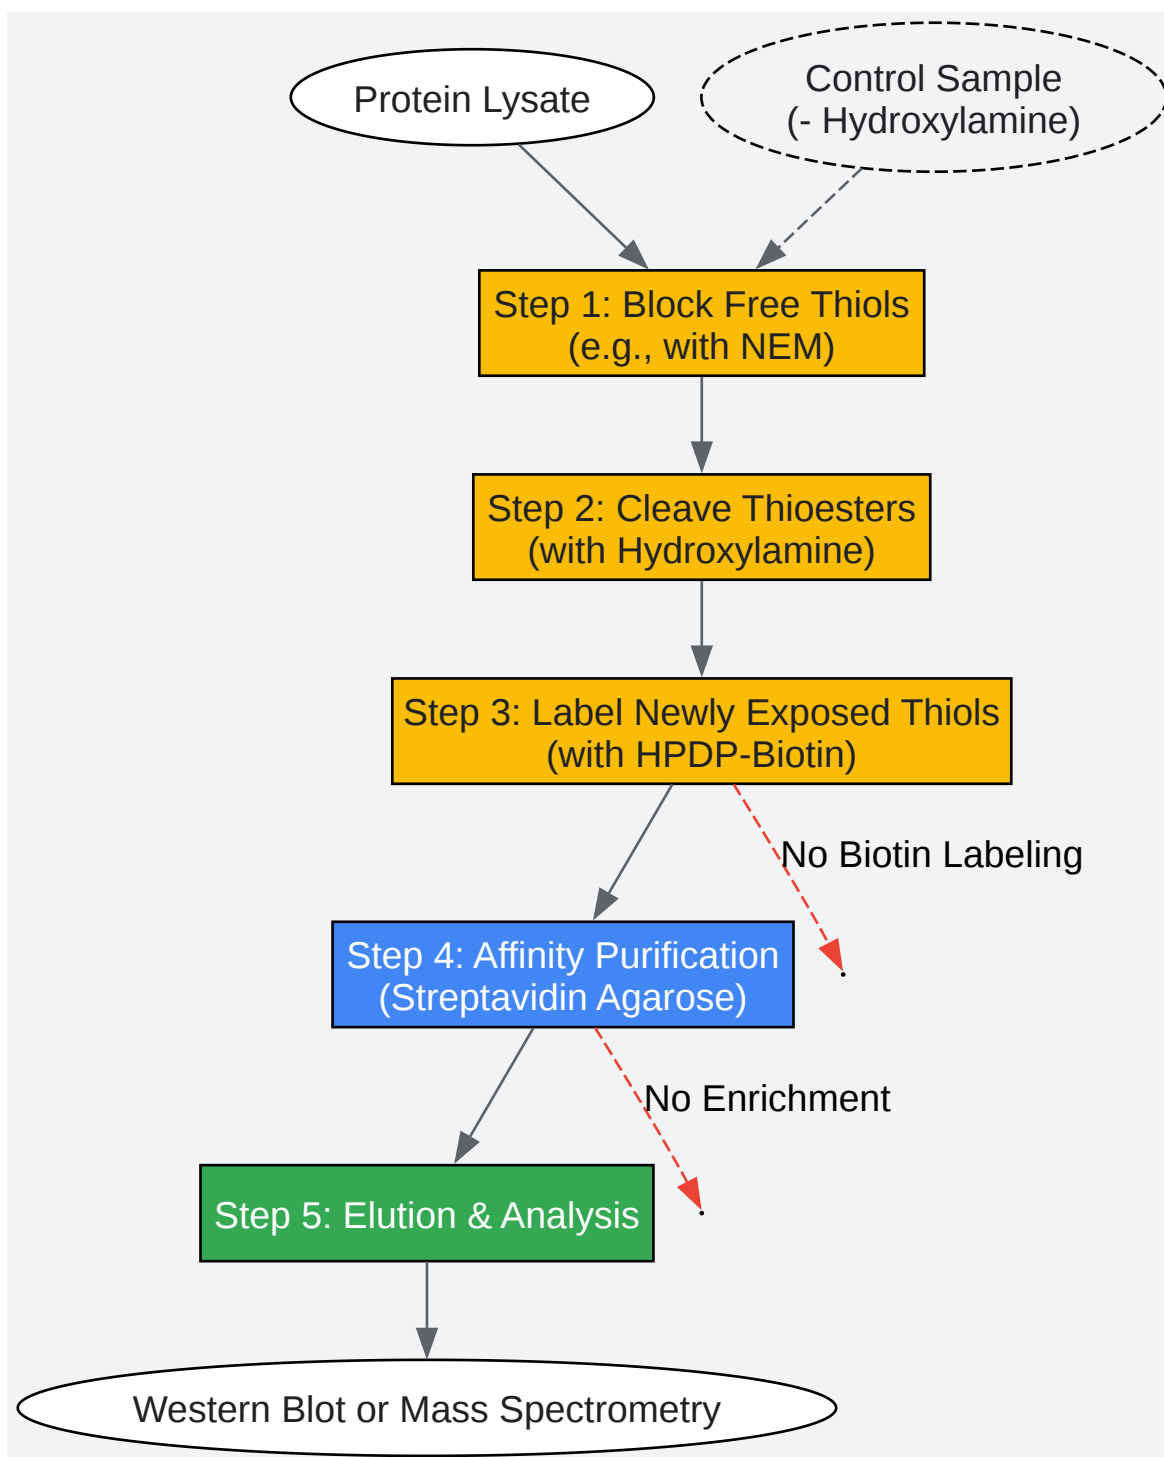 Protein Lysate
Control Sample
(- Hydroxylamine)
Step 1: Block Free Thiols
(e.g., with NEM)
Step 2: Cleave Thioesters
(with Hydroxylamine)
Step 3: Label Newly Exposed Thiols
(with HPDP-Biotin)
No Biotin Labeling
Step 4: Affinity Purification
(Streptavidin Agarose)
No Enrichment
Step 5: Elution & Analysis
Western Blot or Mass Spectrometry